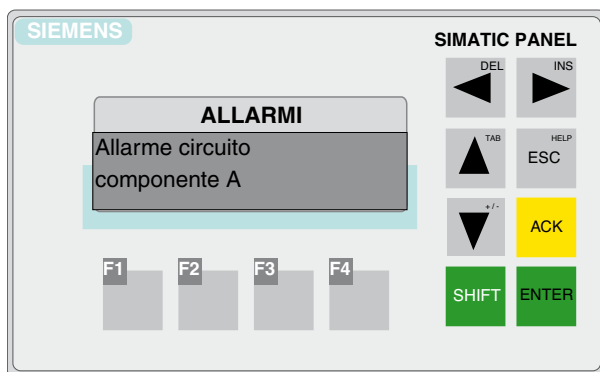 SIEMENS
SIMATIC PANEL
ALLARMI
Allarme circuito
componente A
DEL
INS
TAB
HELP
ESC
+ / -
ACK
F1
F2
F3
F4
SHIFT
ENTER